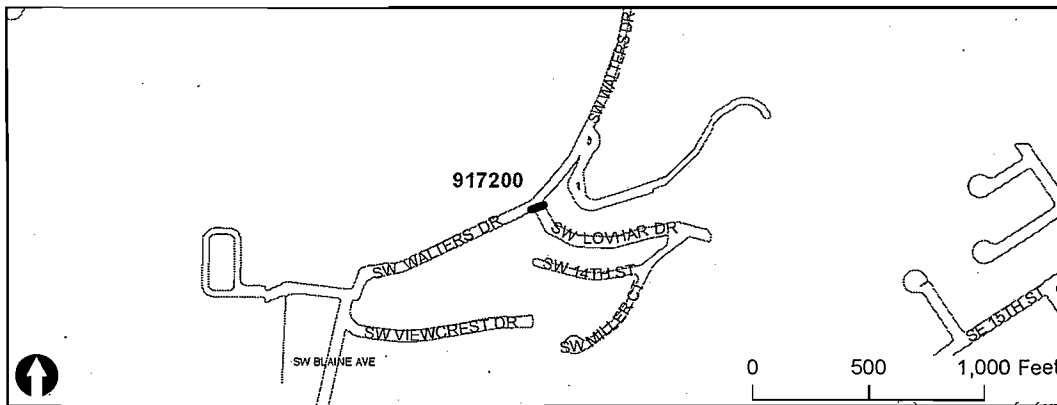 SW WALTERS DR
917200
SW WALTERS DR
SW LOVHAR DR
SW 14TH ST
SW MILLER CT
SW VIEWCREST DR
SW BLAINE AVE
SE 15TH ST
0 500 1,000 Feet